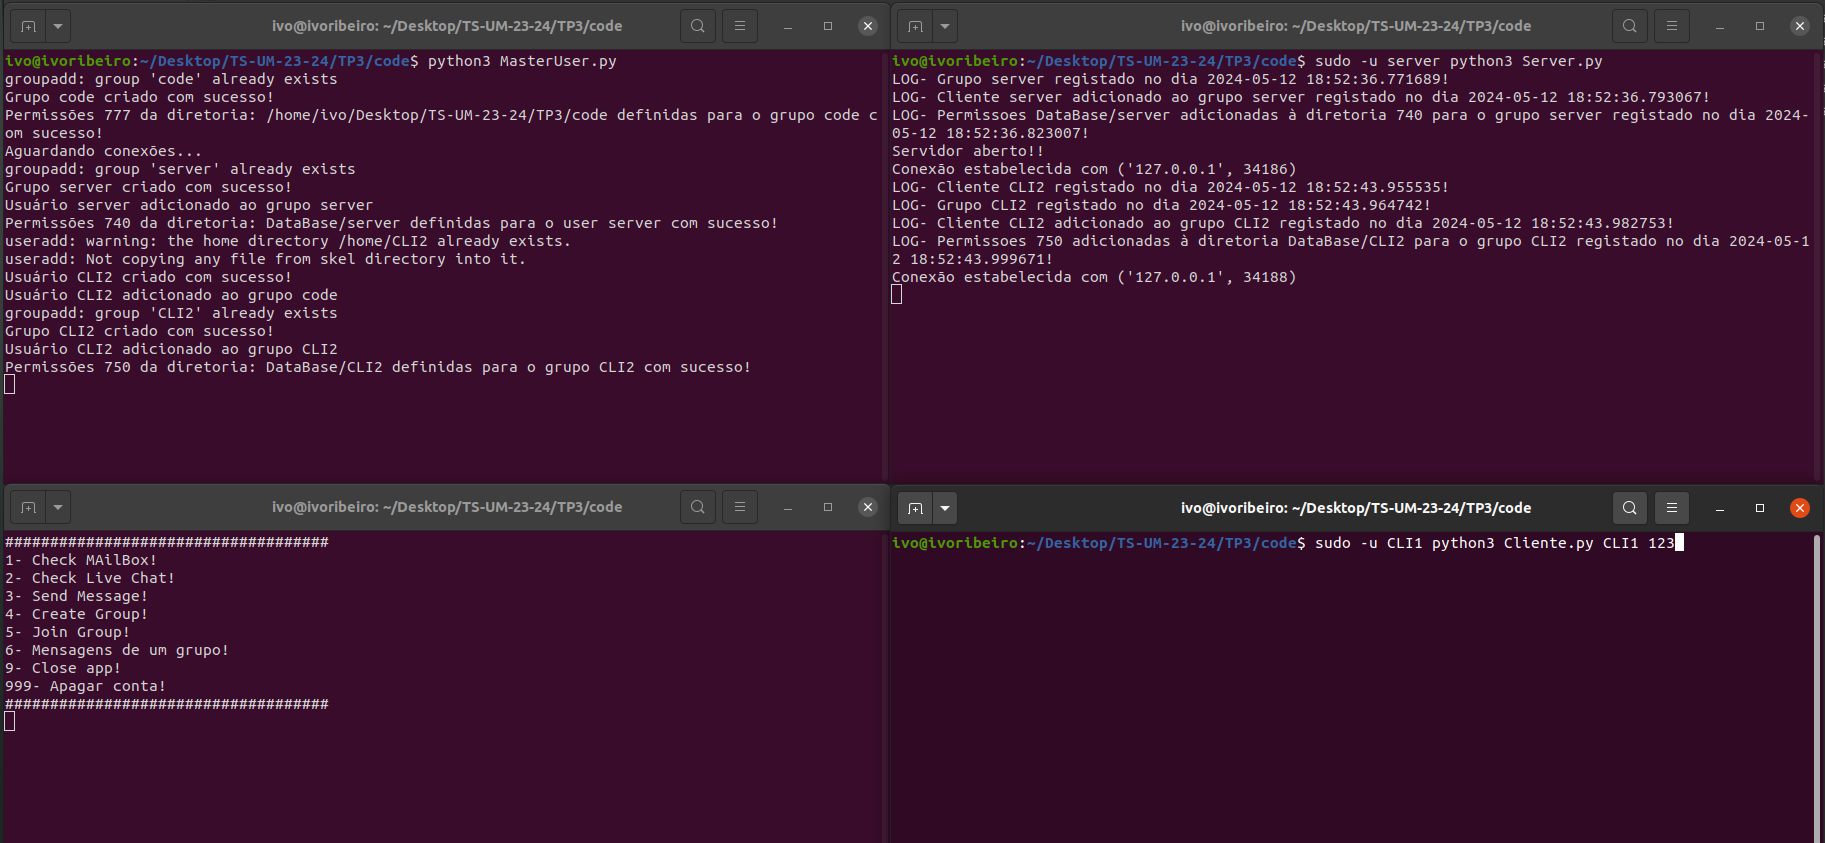 ivo@ivoribeiro: ~/Desktop/TS-UM-23-24/TP3/code
ivo@ivoribeiro:~/Desktop/TS-UM-23-24/TP3/code$ python3 MasterUser.py
groupadd: group 'code' already exists
Grupo code criado com sucesso!
Permissões 777 da diretoria: /home/ivo/Desktop/TS-UM-23-24/TP3/code definidas para o grupo code c
om sucesso!
Aguardando conexões...
groupadd: group 'server' already exists
Grupo server criado com sucesso!
Usuário server adicionado ao grupo server
Permissões 740 da diretoria: DataBase/server definidas para o user server com sucesso!
useradd: warning: the home directory /home/CLI2 already exists.
useradd: Not copying any file from skel directory into it.
Usuário CLI2 criado com sucesso!
Usuário CLI2 adicionado ao grupo code
groupadd: group 'CLI2' already exists
Grupo CLI2 criado com sucesso!
Usuário CLI2 adicionado ao grupo CLI2
Permissões 750 da diretoria: DataBase/CLI2 definidas para o grupo CLI2 com sucesso!
ivo@ivoribeiro: ~/Desktop/TS-UM-23-24/TP3/code
ivo@ivoribeiro:~/Desktop/TS-UM-23-24/TP3/code$ sudo -u server python3 Server.py
LOG- Grupo server registado no dia 2024-05-12 18:52:36.771689!
LOG- Cliente server adicionado ao grupo server registado no dia 2024-05-12 18:52:36.793067!
LOG- Permissoes DataBase/server adicionadas à diretoria 740 para o grupo server registado no dia 2024-
05-12 18:52:36.823007!
Servidor aberto!!
Conexão estabelecida com ('127.0.0.1', 34186)
LOG- Cliente CLI2 registado no dia 2024-05-12 18:52:43.955535!
LOG- Grupo CLI2 registado no dia 2024-05-12 18:52:43.964742!
LOG- Cliente CLI2 adicionado ao grupo CLI2 registado no dia 2024-05-12 18:52:43.982753!
LOG- Permissoes 750 adicionadas à diretoria DataBase/CLI2 para o grupo CLI2 registado no dia 2024-05-1
2 18:52:43.999671!
Conexão estabelecida com ('127.0.0.1', 34188)
ivo@ivoribeiro: ~/Desktop/TS-UM-23-24/TP3/code
####################################
1- Check MAilBox!
2- Check Live Chat!
3- Send Message!
4- Create Group!
5- Join Group!
6- Mensagens de um grupo!
9- Close app!
999- Apagar conta!
####################################
ivo@ivoribeiro: ~/Desktop/TS-UM-23-24/TP3/code
ivo@ivoribeiro:~/Desktop/TS-UM-23-24/TP3/code$ sudo -u CLI1 python3 Cliente.py CLI1 123